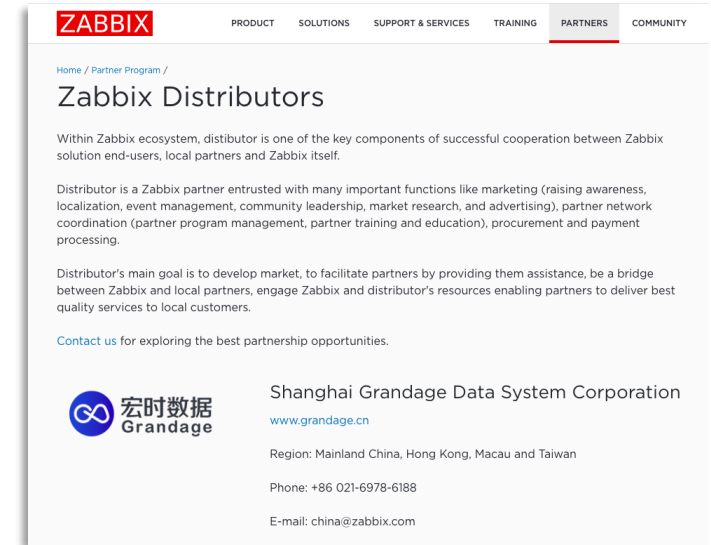 ZABBIX
PRODUCT SOLUTIONS SUPPORT & SERVICES TRAINING PARTNERS COMMUNITY
Home / Partner Program /
Zabbix Distributors
Within Zabbix ecosystem, distibutor is one of the key components of successful cooperation between Zabbix
solution end-users, local partners and Zabbix itself.
Distributor is a Zabbix partner entrusted with many important functions like marketing (raising awareness,
localization, event management, community leadership, market research, and advertising), partner network
coordination (partner program management, partner training and education), procurement and payment
processing.
Distributor's main goal is to develop market, to facilitate partners by providing them assistance, be a bridge
between Zabbix and local partners, engage Zabbix and distributor's resources enabling partners to deliver best
quality services to local customers.
Contact us for exploring the best partnership opportunities.
宏时数据
Grandage
Shanghai Grandage Data System Corporation
www.grandage.cn
Region: Mainland China, Hong Kong, Macau and Taiwan
Phone: +86 021-6978-6188
E-mail: china@zabbix.com